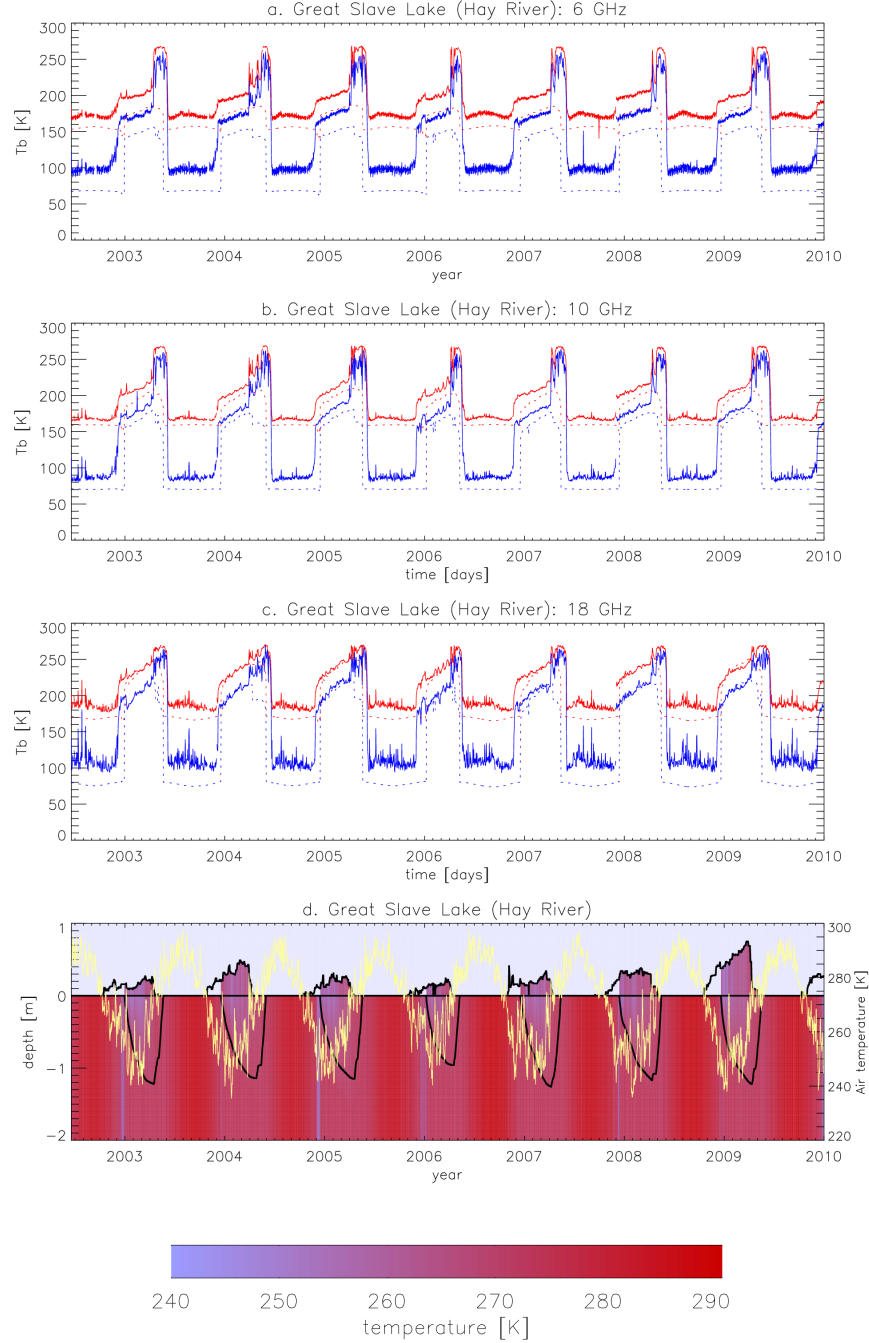 a. Great Slave Lake (Hay River): 6 GHz
300
250
200
150
100
50
0
Tb [K]
2003 2004 2005 2006 2007 2008 2009 2010
year
b. Great Slave Lake (Hay River): 10 GHz
300
250
200
150
100
50
0
Tb [K]
2003 2004 2005 2006 2007 2008 2009 2010
time [days]
c. Great Slave Lake (Hay River): 18 GHz
300
250
200
150
100
50
0
Tb [K]
2003 2004 2005 2006 2007 2008 2009 2010
time [days]
d. Great Slave Lake (Hay River)
1
0
-1
-2
depth [m]
300
280
260
240
220
Air temperature [K]
2003 2004 2005 2006 2007 2008 2009 2010
year
240 250 260 270 280 290
temperature [K]